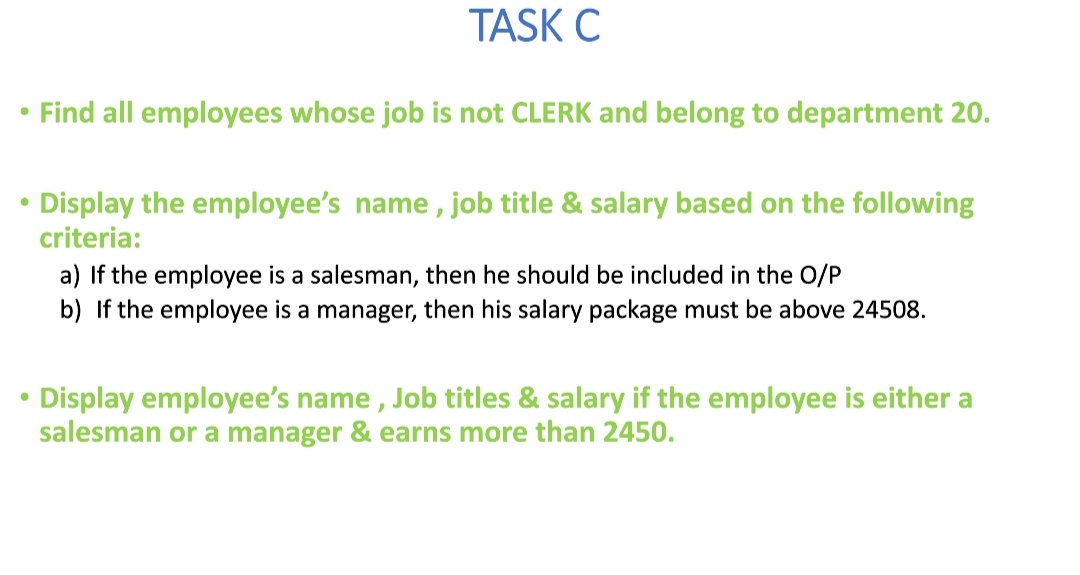 TASK C
• Find all employees whose job is not CLERK and belong to department 20.
• Display the employee’s name , job title & salary based on the following
criteria:
a) If the employee is a salesman, then he should be included in the O/P
b) If the employee is a manager, then his salary package must be above 24508.
• Display employee’s name , Job titles & salary if the employee is either a
salesman or a manager & earns more than 2450.